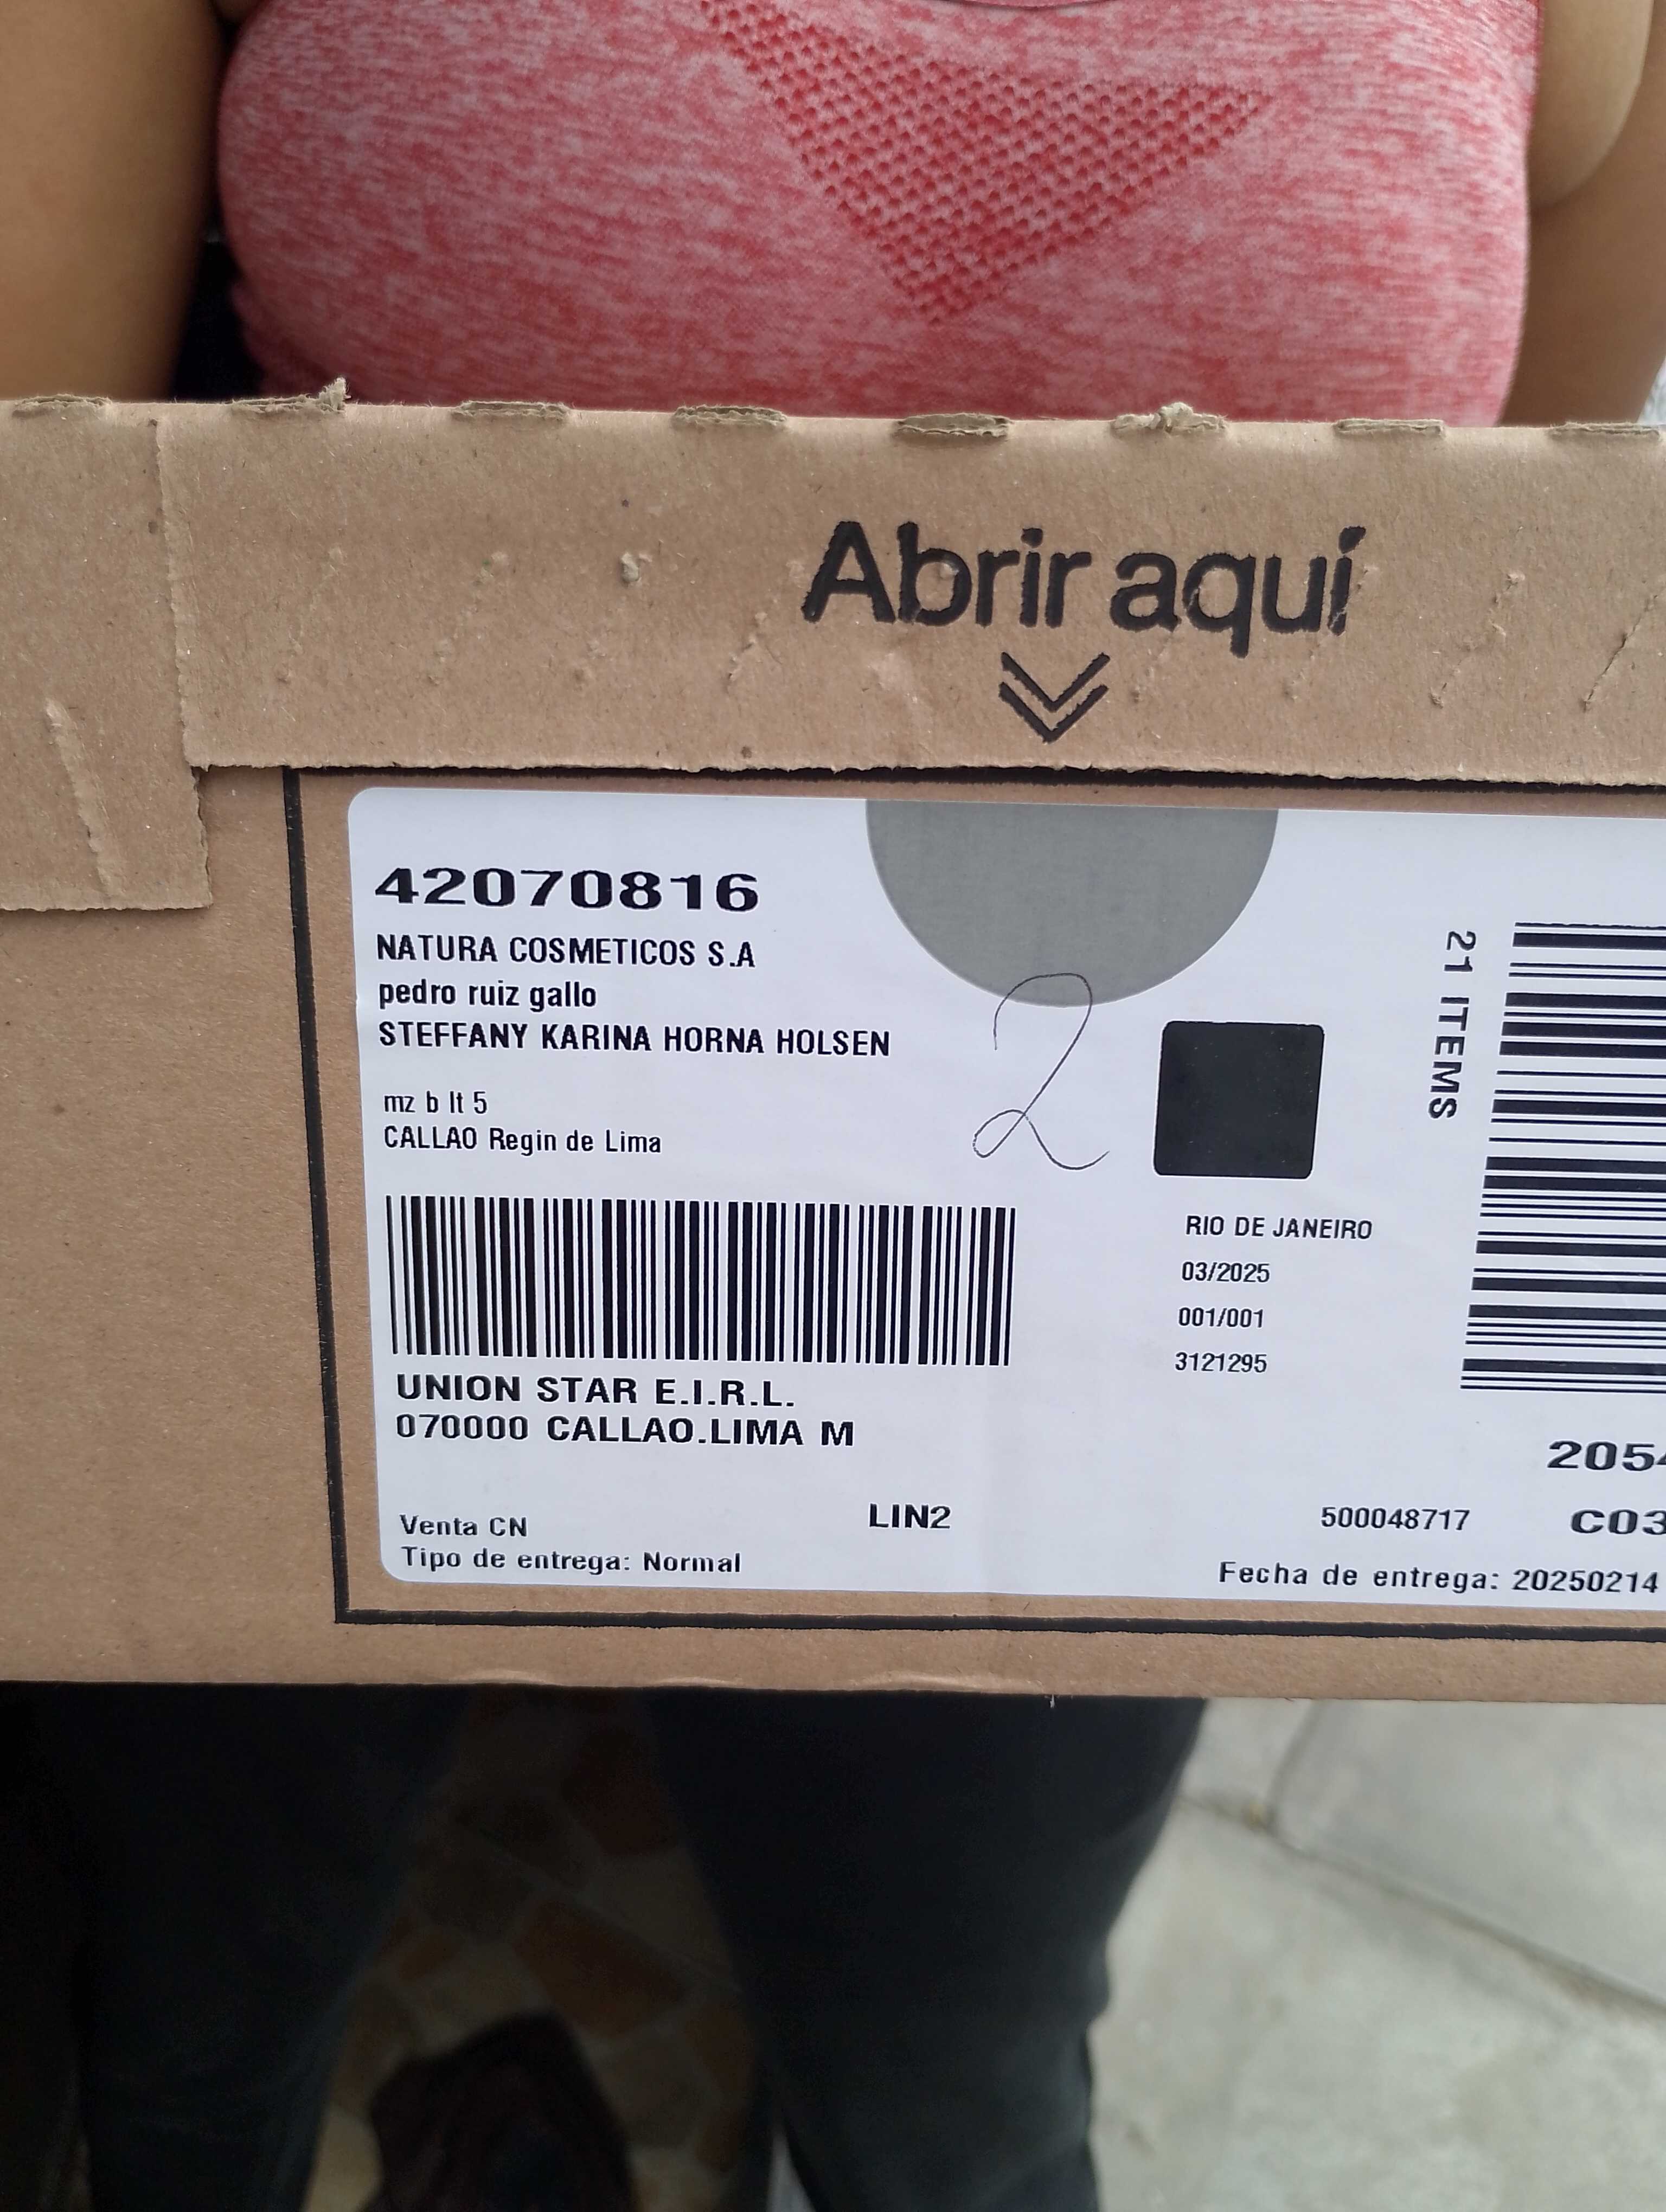 Abrir aquí
42070816
NATURA COSMETICOS S.A
pedro ruiz gallo
STEFFANY KARINA HORNA HOLSEN
mz b lt 5
CALLAO Regin de Lima
2
21 ITEMS
RIO DE JANEIRO
03/2025
001/001
3121295
UNION STAR E.I.R.L.
070000 CALLAO.LIMA M
205
Venta CN
LIN2
500048717
C03
Tipo de entrega: Normal
Fecha de entrega: 20250214